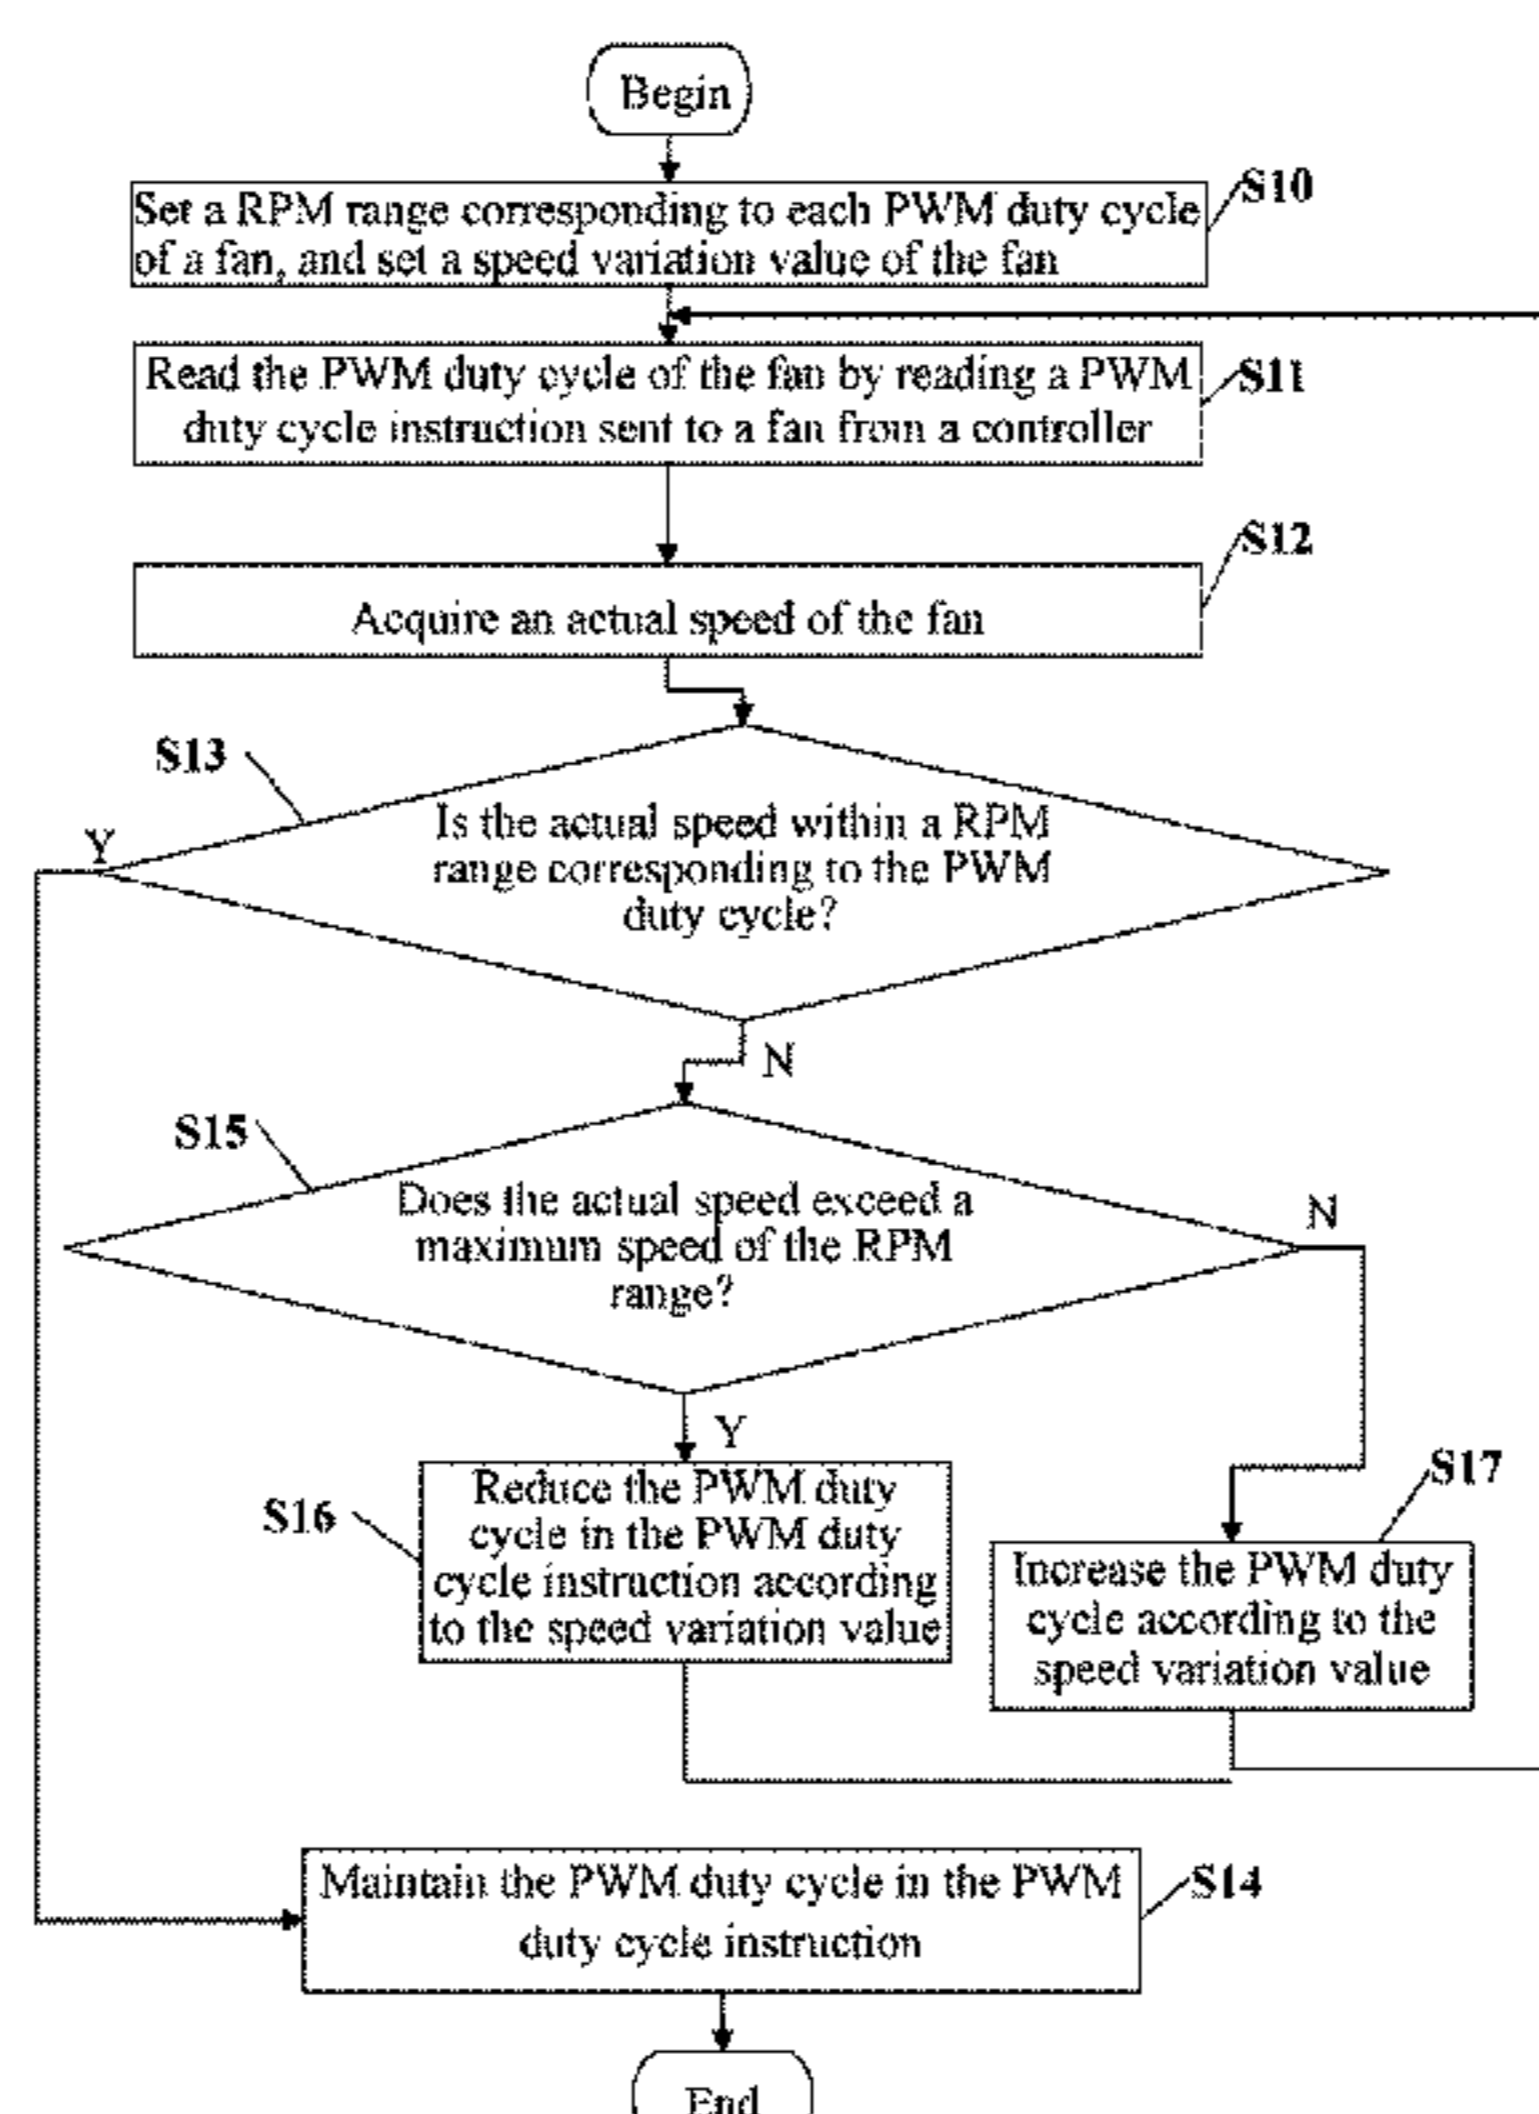 Begin
S10
Set a RPM range corresponding to each PWM duty cycle
of a fan, and set a speed variation value of the fan
S11
Read the PWM duty cycle of the fan by reading a PWM
duty cycle instruction sent to a fan from a controller
S12
Acquire an actual speed of the fan
S13
Y
Is the actual speed within a RPM
range corresponding to the PWM
duty cycle?
N
S15
Does the actual speed exceed a
maximum speed of the RPM
range?
N
Y
S16
Reduce the PWM duty
cycle in the PWM duty
cycle instruction according
to the speed variation value
S17
Increase the PWM duty
cycle according to the
speed variation value
Maintain the PWM duty cycle in the PWM
duty cycle instruction
S14
End